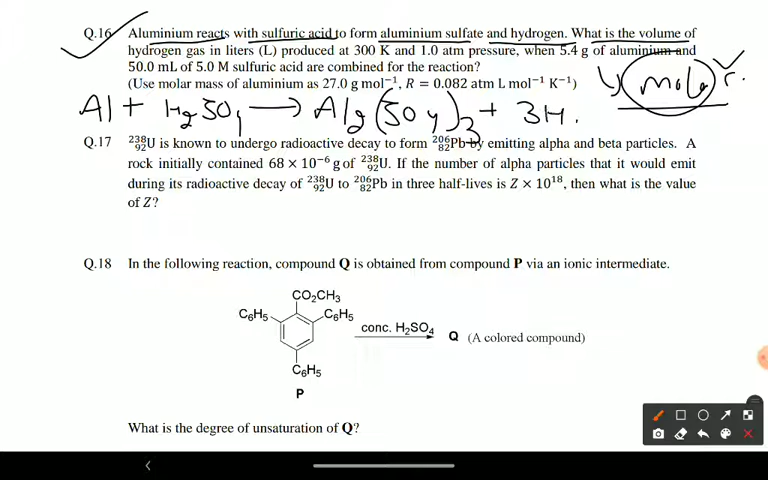 Q.16 Aluminium reacts with sulfuric acid to form aluminium sulfate and hydrogen. What is the volume of
hydrogen gas in liters (L) produced at 300 K and 1.0 atm pressure, when 5.4 g of aluminium and
50.0 mL of 5.0 M sulfuric acid are combined for the reaction?
(Use molar mass of aluminium as 27.0 g mol⁻¹, R = 0.082 atm L mol⁻¹ K⁻¹)
molar.
Al + H₂SO₄ → Al₂(SO₄)₃ + 3H.
Q.17 ²³⁸₉₂U is known to undergo radioactive decay to form ²⁰⁶₈₂Pb by emitting alpha and beta particles. A
rock initially contained 68 × 10⁻⁶ g of ²³⁸₉₂U. If the number of alpha particles that it would emit
during its radioactive decay of ²³⁸₉₂U to ²⁰⁶₈₂Pb in three half-lives is Z × 10¹⁸, then what is the value
of Z?
Q.18 In the following reaction, compound Q is obtained from compound P via an ionic intermediate.
CO₂CH₃
C₆H₅ C₆H₅
conc. H₂SO₄
Q (A colored compound)
C₆H₅
P
What is the degree of unsaturation of Q?